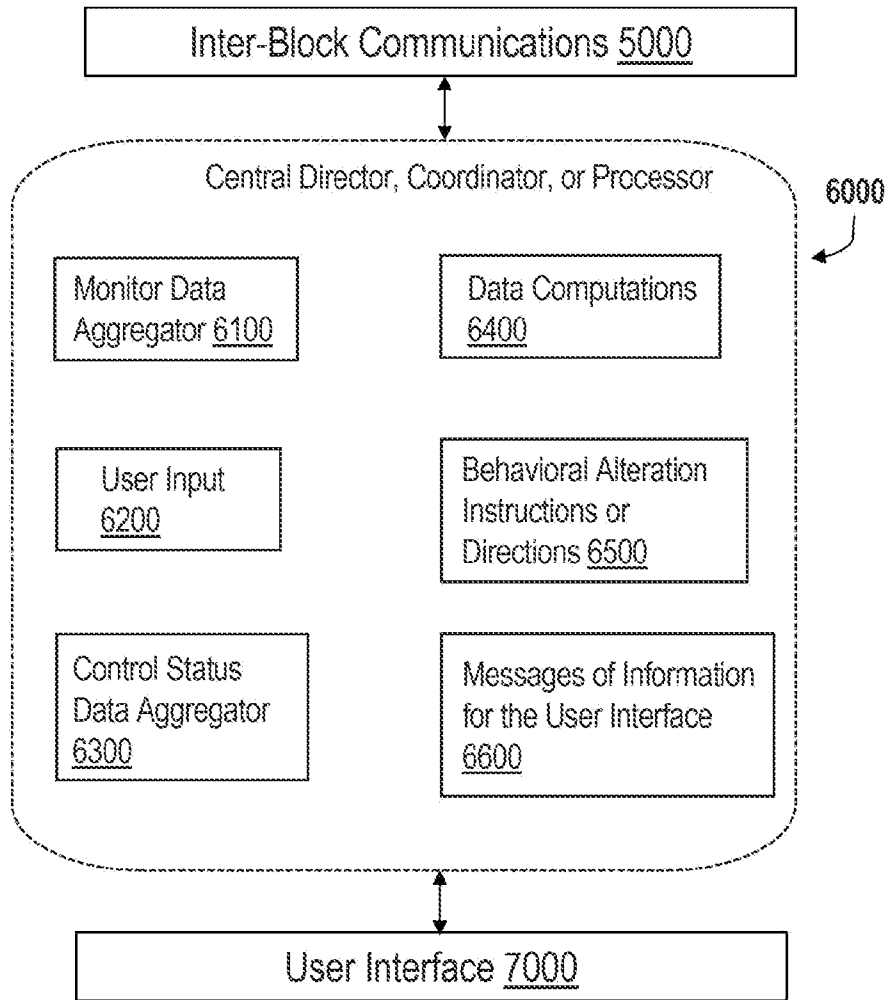 Inter-Block Communications 5000
Central Director, Coordinator, or Processor
6000
Monitor Data
Aggregator 6100
Data Computations
6400
User Input
6200
Behavioral Alteration
Instructions or
Directions 6500
Control Status
Data Aggregator
6300
Messages of Information
for the User Interface
6600
User Interface 7000